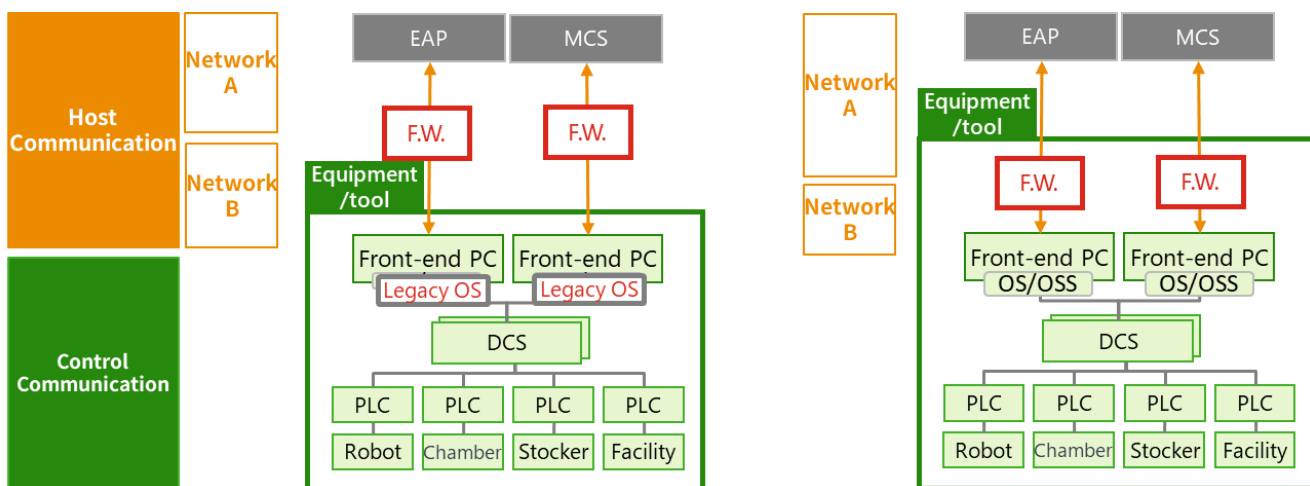 Host
Communication
Control
Communication
Network
A
Network
B
EAP
MCS
F.W.
F.W.
Equipment
/tool
Front-end PC
Front-end PC
Legacy OS
Legacy OS
DCS
PLC
PLC
PLC
PLC
Robot
Chamber
Stocker
Facility
Network
A
Network
B
EAP
MCS
Equipment
/tool
F.W.
F.W.
Front-end PC
Front-end PC
OS/OSS
OS/OSS
DCS
PLC
PLC
PLC
PLC
Robot
Chamber
Stocker
Facility